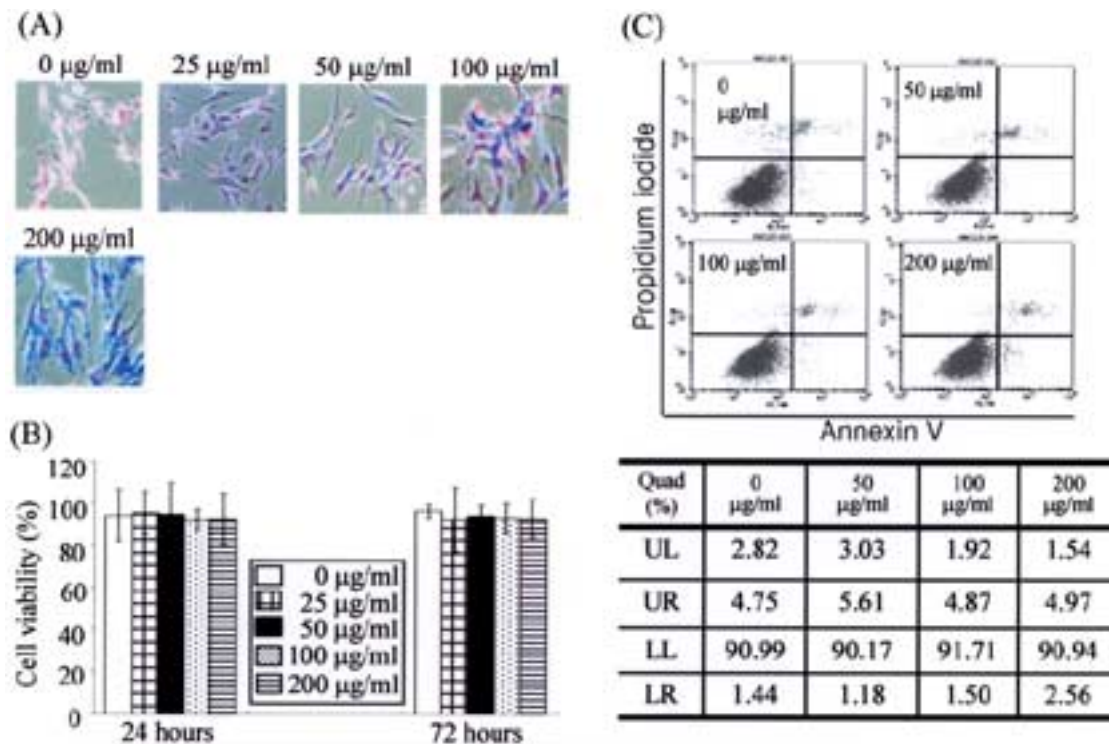 (A)
0 µg/ml 25 µg/ml 50 µg/ml 100 µg/ml
200 µg/ml
(B)
Cell viability (%)
120
100
80
60
40
20
0
0 µg/ml
25 µg/ml
50 µg/ml
100 µg/ml
200 µg/ml
24 hours 72 hours
(C)
Propidium iodide
0 µg/ml
50 µg/ml
100 µg/ml
200 µg/ml
Annexin V
Quad (%) 0 µg/ml 50 µg/ml 100 µg/ml 200 µg/ml
UL 2.82 3.03 1.92 1.54
UR 4.75 5.61 4.87 4.97
LL 90.99 90.17 91.71 90.94
LR 1.44 1.18 1.50 2.56